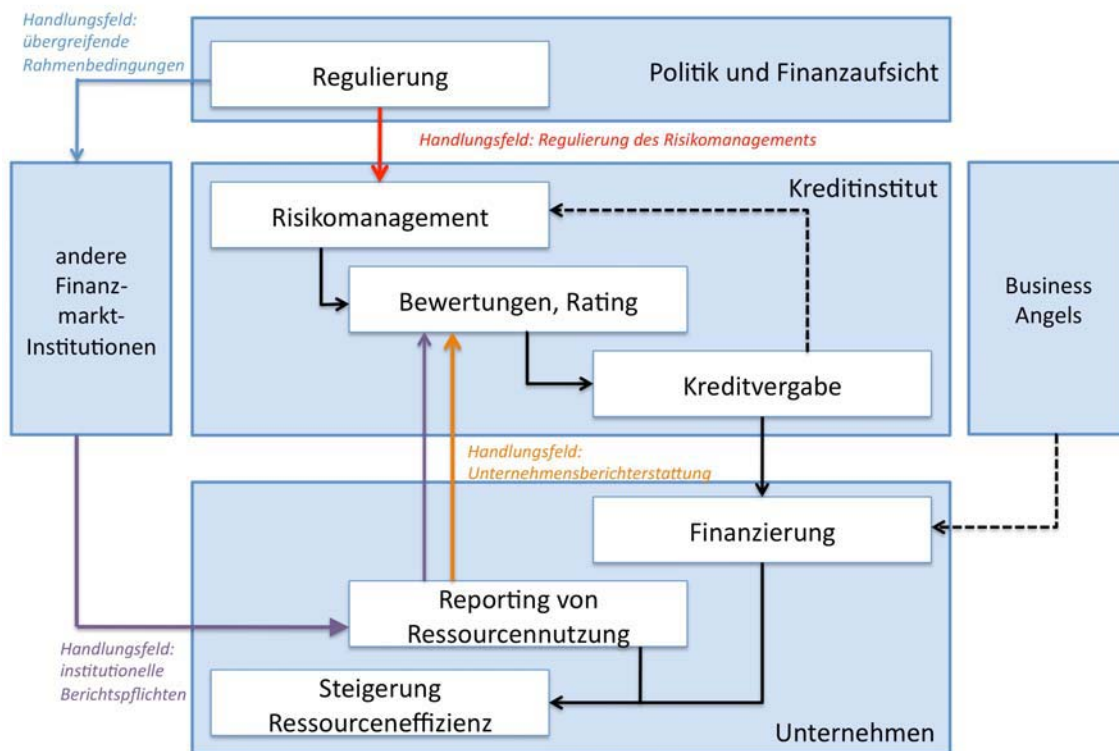 Handlungsfeld:
übergreifende
Rahmenbedingungen
Regulierung
Politik und Finanzaufsicht
Handlungsfeld: Regulierung des Risikomanagements
Kreditinstitut
Risikomanagement
andere
Finanz-
markt-
Institutionen
Bewertungen, Rating
Business
Angels
Kreditvergabe
Handlungsfeld:
Unternehmensberichterstattung
Finanzierung
Reporting von
Ressourcennutzung
Handlungsfeld:
institutionelle
Berichtspflichten
Steigerung
Ressourceneffizienz
Unternehmen